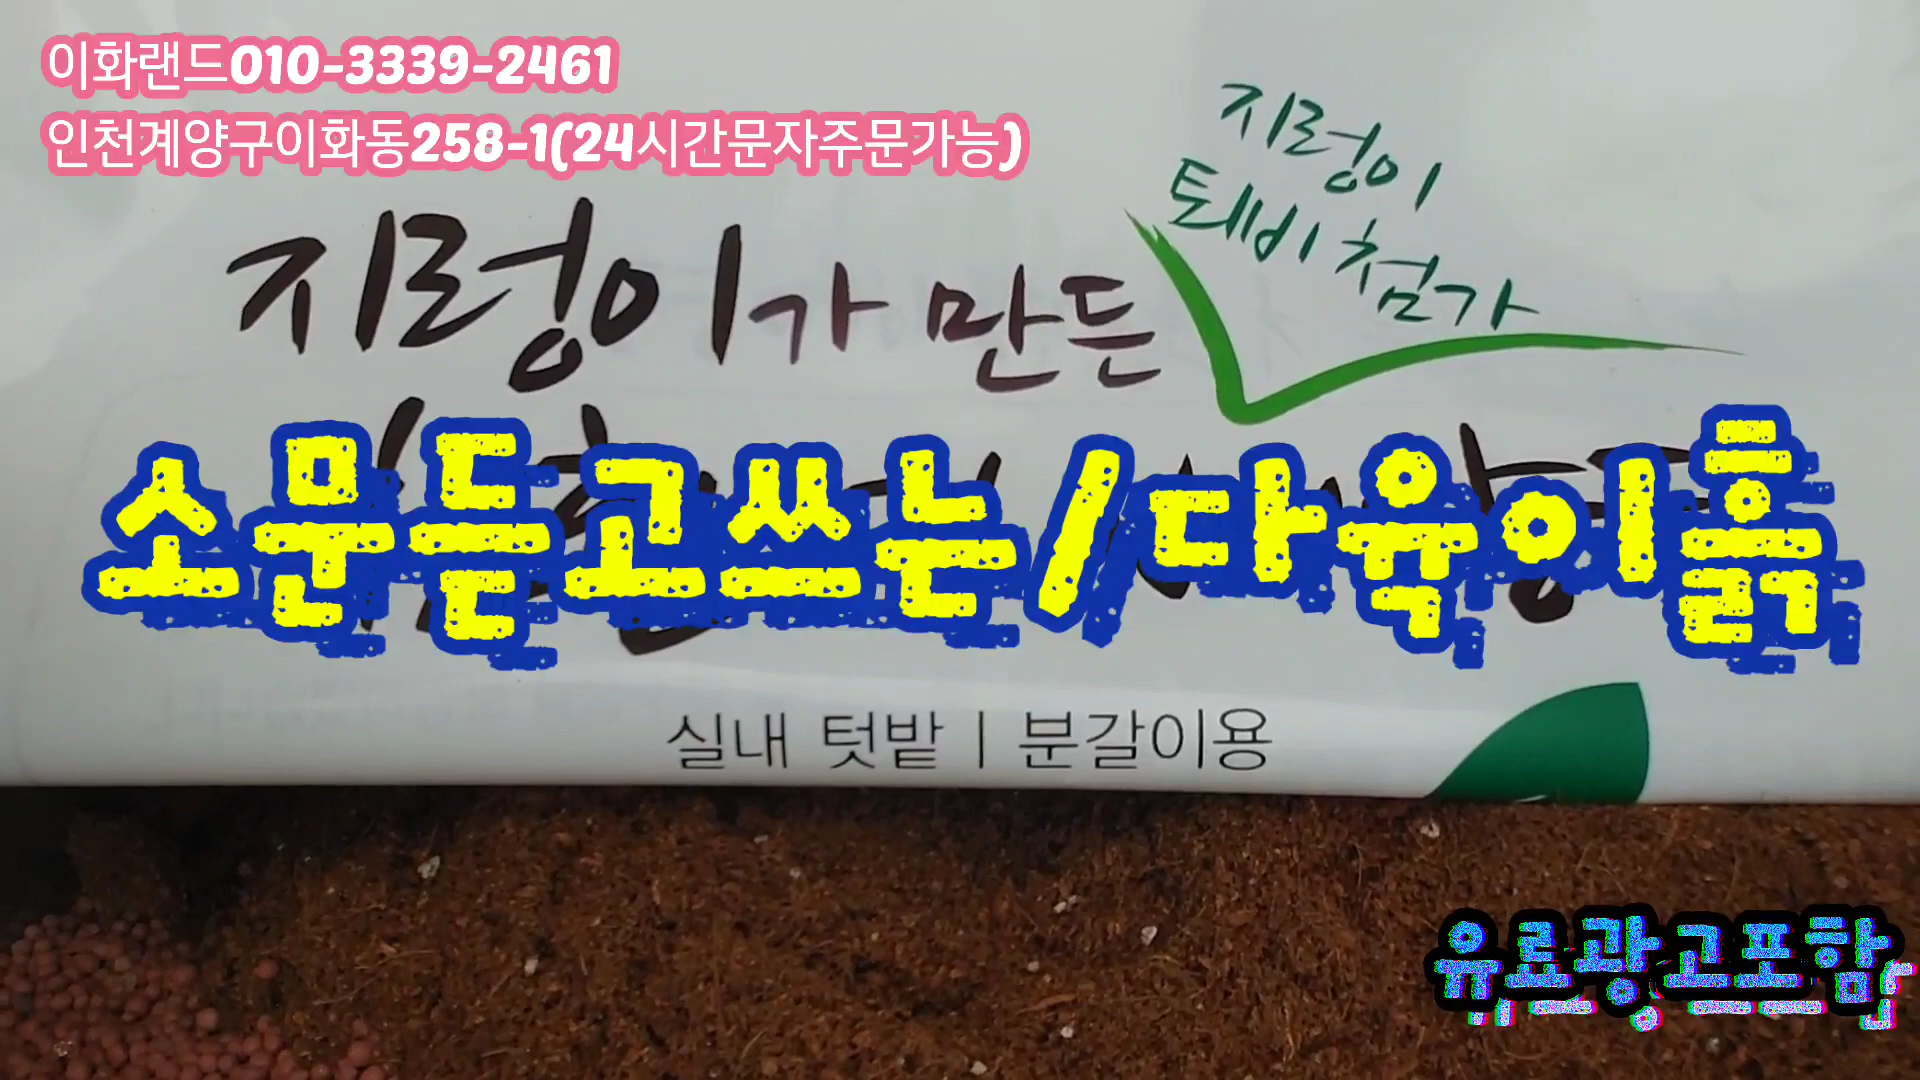 이화랜드010-3339-2461
인천계양구이화동258-1(24시간문자주문가능)
지렁이
퇴비 첨가
지렁이가 만든
소문듣고쓰는/다육이흙
실내 텃밭 | 분갈이용
유료광고포함